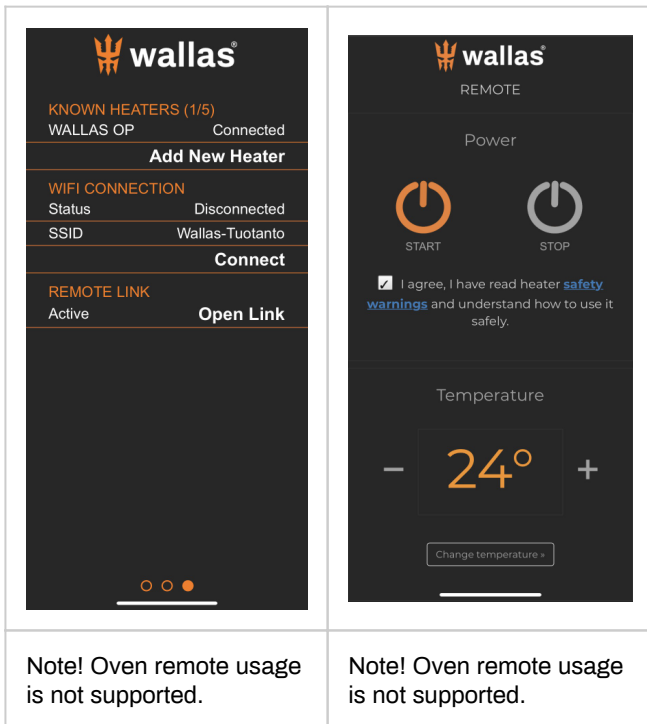 wallas®
KNOWN HEATERS (1/5)
WALLAS OP Connected
Add New Heater
WIFI CONNECTION
Status Disconnected
SSID Wallas-Tuotanto
Connect
REMOTE LINK
Active Open Link
Note! Oven remote usage
is not supported.
wallas®
REMOTE
Power
START STOP
I agree, I have read heater safety
warnings and understand how to use it
safely.
Temperature
− 24° +
Change temperature »
Note! Oven remote usage
is not supported.